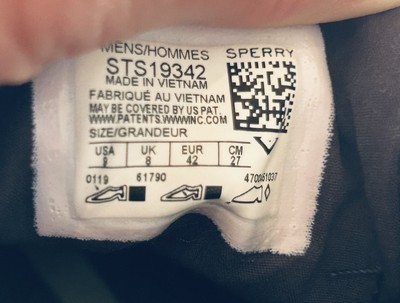 MENS/HOMMES SPERRY
STS19342
MADE IN VIETNAM
FABRIQUÉ AU VIETNAM
MAY BE COVERED BY US PAT.
WWW.PATENTS.WWWINC.COM
SIZE/GRANDEUR
USA UK EUR CM
9 8 42 27
0119 61790